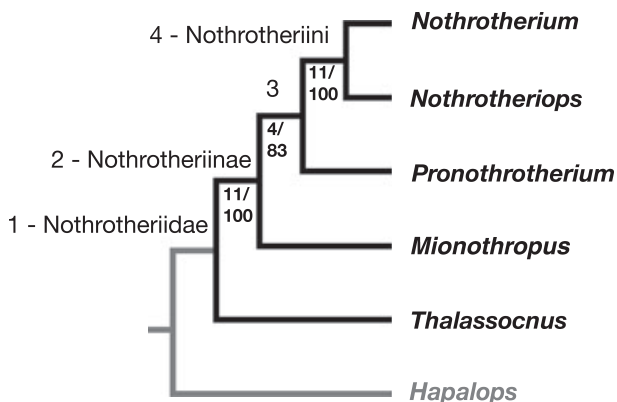 Nothrotherium
4 - Nothrotheriini
11/
100
Nothrotheriops
3
4/
83
2 - Nothrotheriinae
Pronothrotherium
11/
100
1 - Nothrotheriidae
Mionothropus
Thalassocnus
Hapalops